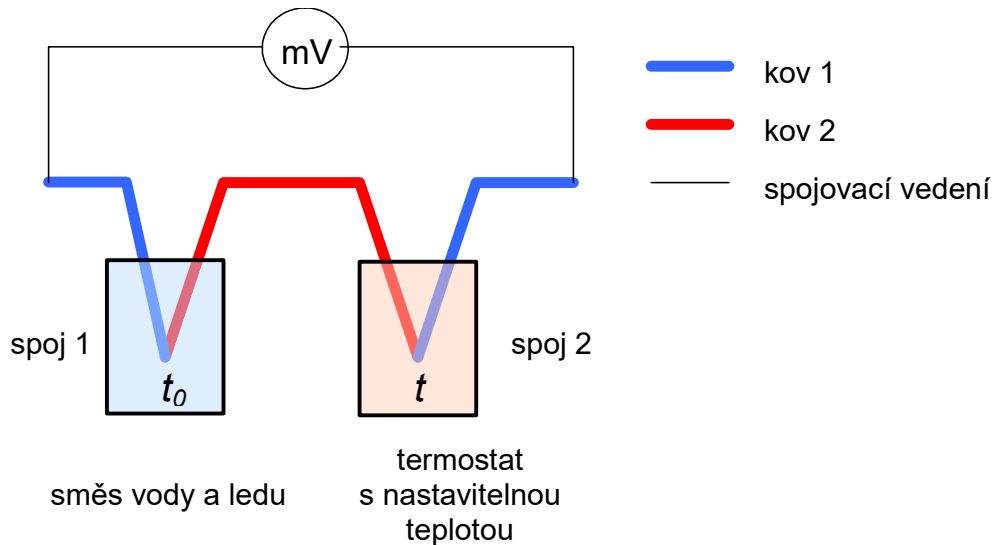 mV
kov 1
kov 2
spojovací vedení
spoj 1
t0
t
spoj 2
směs vody a ledu
termostat
s nastavitelnou
teplotou